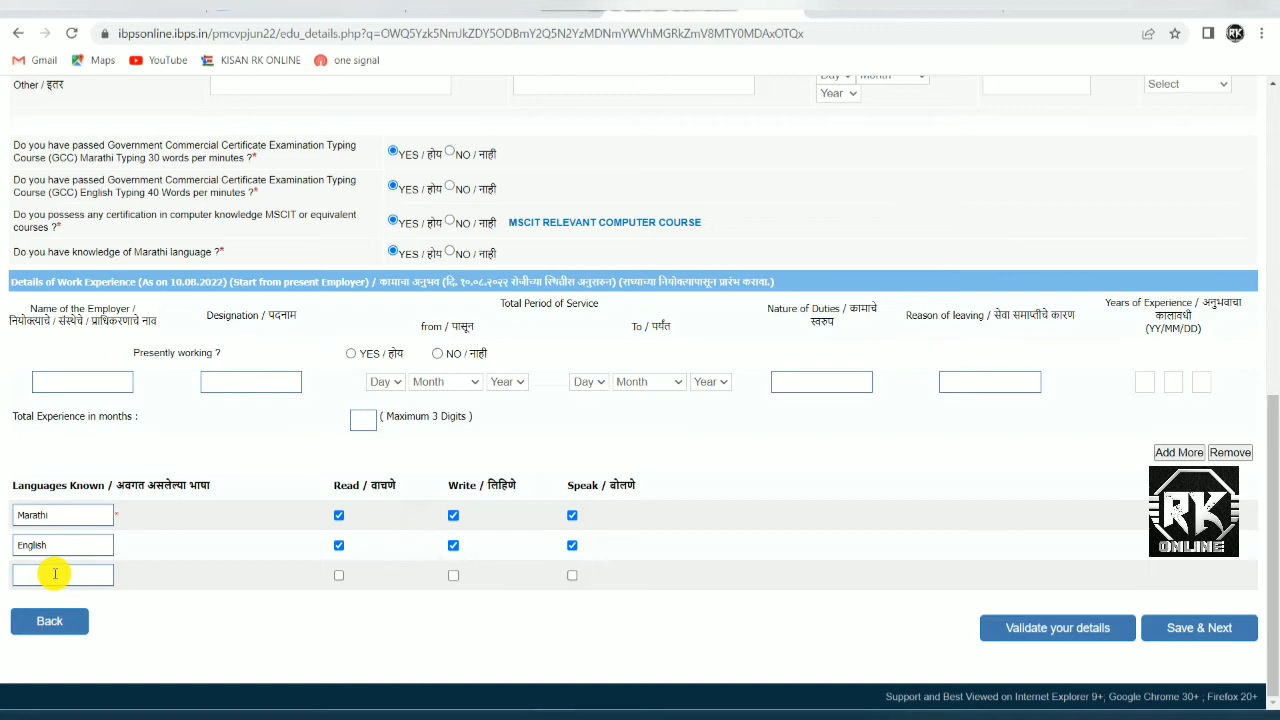 ibpsonline.ibps.in/pmcvpjun22/edu_details.php?q=OWQ5Yzk5NmJkZDY5ODBmY2Q5N2YzMDNmYWVhMGRkZmV8MTY0MDAxOTQx
Gmail Maps YouTube KISAN RK ONLINE one signal
Other / इतर Day Month Select
Year
Do you have passed Government Commercial Certificate Examination Typing
Course (GCC) Marathi Typing 30 words per minutes ?* YES / होय NO / नाही
Do you have passed Government Commercial Certificate Examination Typing
Course (GCC) English Typing 40 Words per minutes ?* YES / होय NO / नाही
Do you possess any certification in computer knowledge MSCIT or equivalent
courses ?* YES / होय NO / नाही MSCIT RELEVANT COMPUTER COURSE
Do you have knowledge of Marathi language ?* YES / होय NO / नाही
Details of Work Experience (As on 10.08.2022) (Start from present Employer) / कामाचा अनुभव (दि. १०.०८.२०२२ रोजीच्या स्थितीस अनुसरुन) (सध्याच्या नियोक्त्यापासून प्रारंभ करावा.)
Name of the Employer /
नियोक्त्याचे / संस्थेचे / प्राधिकरणाचे नाव
Designation / पदनाम
Total Period of Service
from / पासून To / पर्यंत
Nature of Duties / कामाचे
स्वरुप
Reason of leaving / सेवा समाप्तीचे कारण
Years of Experience / अनुभवाचा
कालावधी
(YY/MM/DD)
Presently working ? YES / होय NO / नाही
Day Month Year Day Month Year
Total Experience in months : ( Maximum 3 Digits )
Add More Remove
Languages Known / अवगत असलेल्या भाषा Read / वाचणे Write / लिहिणे Speak / बोलणे
Marathi *
English
RK
ONLINE
Back Validate your details Save & Next
Support and Best Viewed on Internet Explorer 9+, Google Chrome 30+ , Firefox 20+